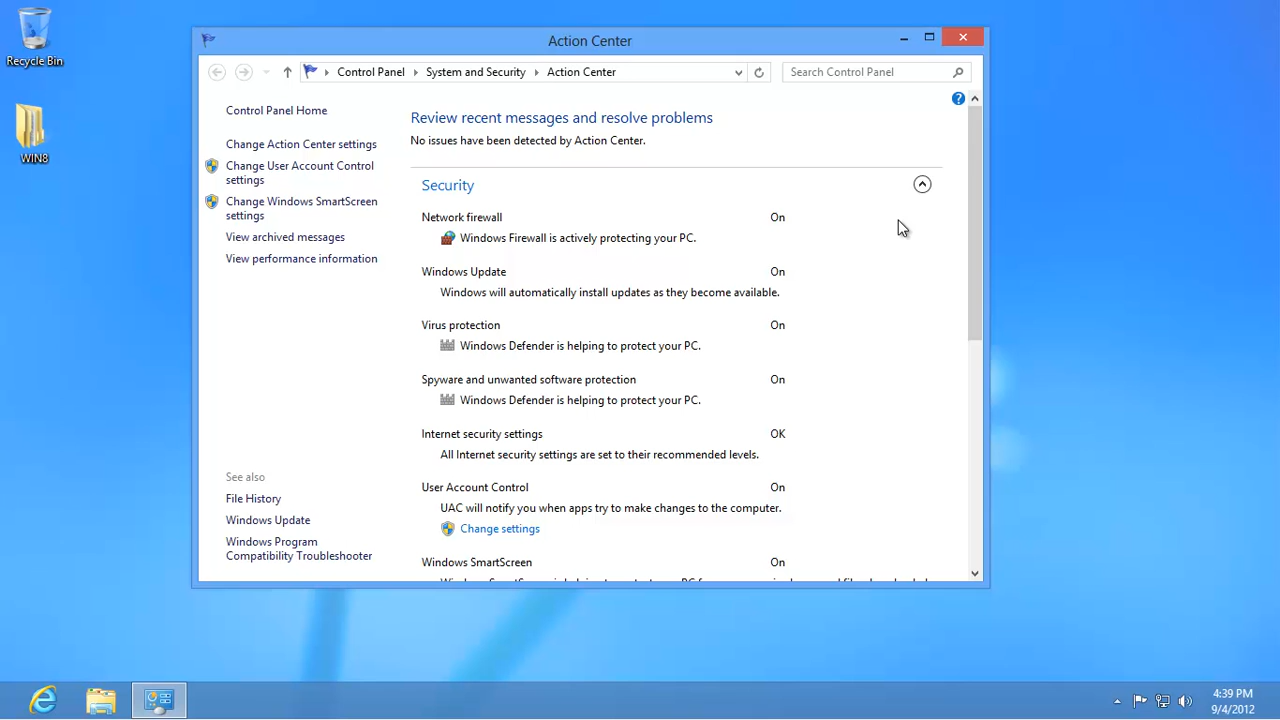 Recycle Bin
WIN8
Action Center
Control Panel
System and Security
Action Center
Search Control Panel
Control Panel Home
Change Action Center settings
Change User Account Control
settings
Change Windows SmartScreen
settings
View archived messages
View performance information
See also
File History
Windows Update
Windows Program
Compatibility Troubleshooter
Review recent messages and resolve problems
No issues have been detected by Action Center.
Security
Network firewall On
Windows Firewall is actively protecting your PC.
Windows Update On
Windows will automatically install updates as they become available.
Virus protection On
Windows Defender is helping to protect your PC.
Spyware and unwanted software protection On
Windows Defender is helping to protect your PC.
Internet security settings OK
All Internet security settings are set to their recommended levels.
User Account Control On
UAC will notify you when apps try to make changes to the computer.
Change settings
Windows SmartScreen On
4:39 PM
9/4/2012